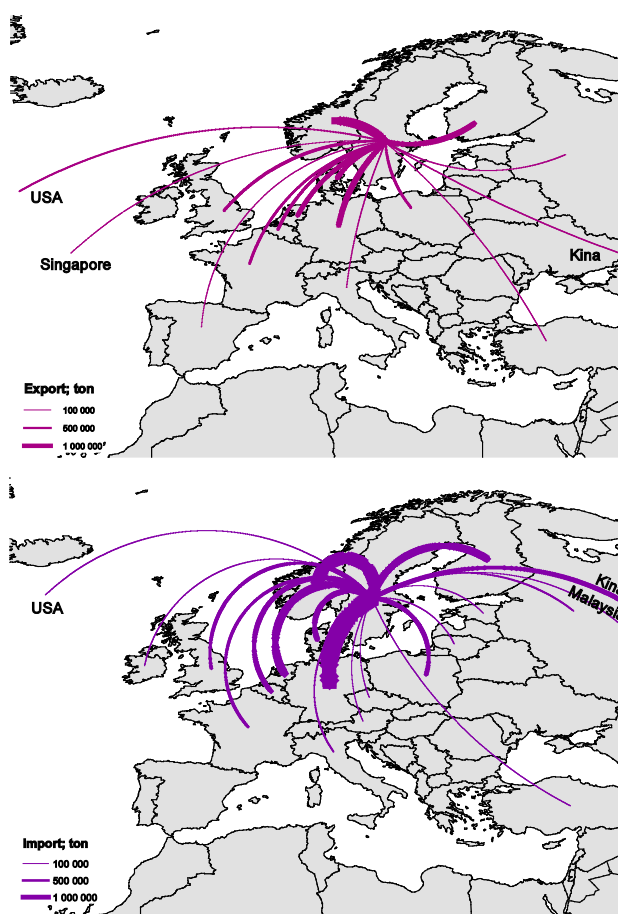 USA
Singapore
Kina
Export; ton
100 000
500 000
1 000 000
USA
Kina
Malaysia
Import; ton
100 000
500 000
1 000 000